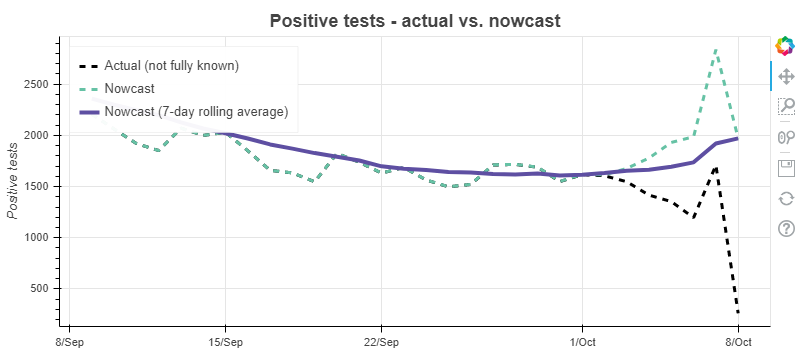 Positive tests - actual vs. nowcast
Actual (not fully known)
Nowcast
Nowcast (7-day rolling average)
Positive tests
2500
2000
1500
1000
500
8/Sep
15/Sep
22/Sep
1/Oct
8/Oct